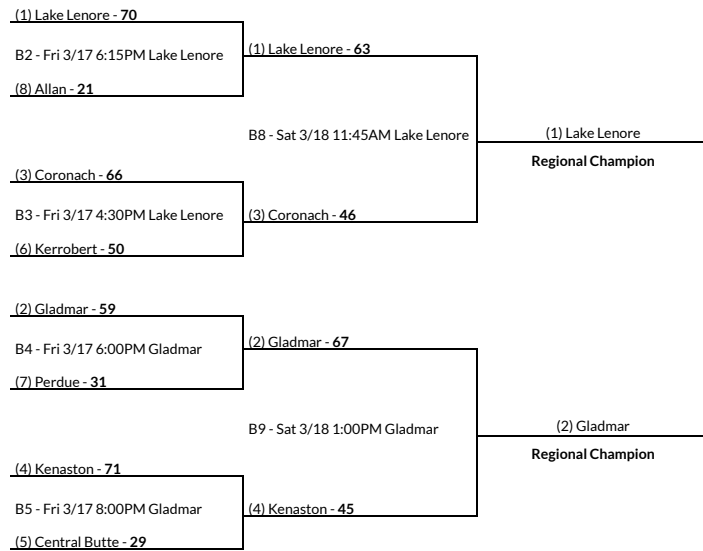 (1) Lake Lenore - 70
B2 - Fri 3/17 6:15PM Lake Lenore
(1) Lake Lenore - 63
(8) Allan - 21
B8 - Sat 3/18 11:45AM Lake Lenore
(1) Lake Lenore
Regional Champion
(3) Coronach - 66
B3 - Fri 3/17 4:30PM Lake Lenore
(3) Coronach - 46
(6) Kerrobert - 50
(2) Gladmar - 59
B4 - Fri 3/17 6:00PM Gladmar
(2) Gladmar - 67
(7) Perdue - 31
B9 - Sat 3/18 1:00PM Gladmar
(2) Gladmar
Regional Champion
(4) Kenaston - 71
B5 - Fri 3/17 8:00PM Gladmar
(4) Kenaston - 45
(5) Central Butte - 29